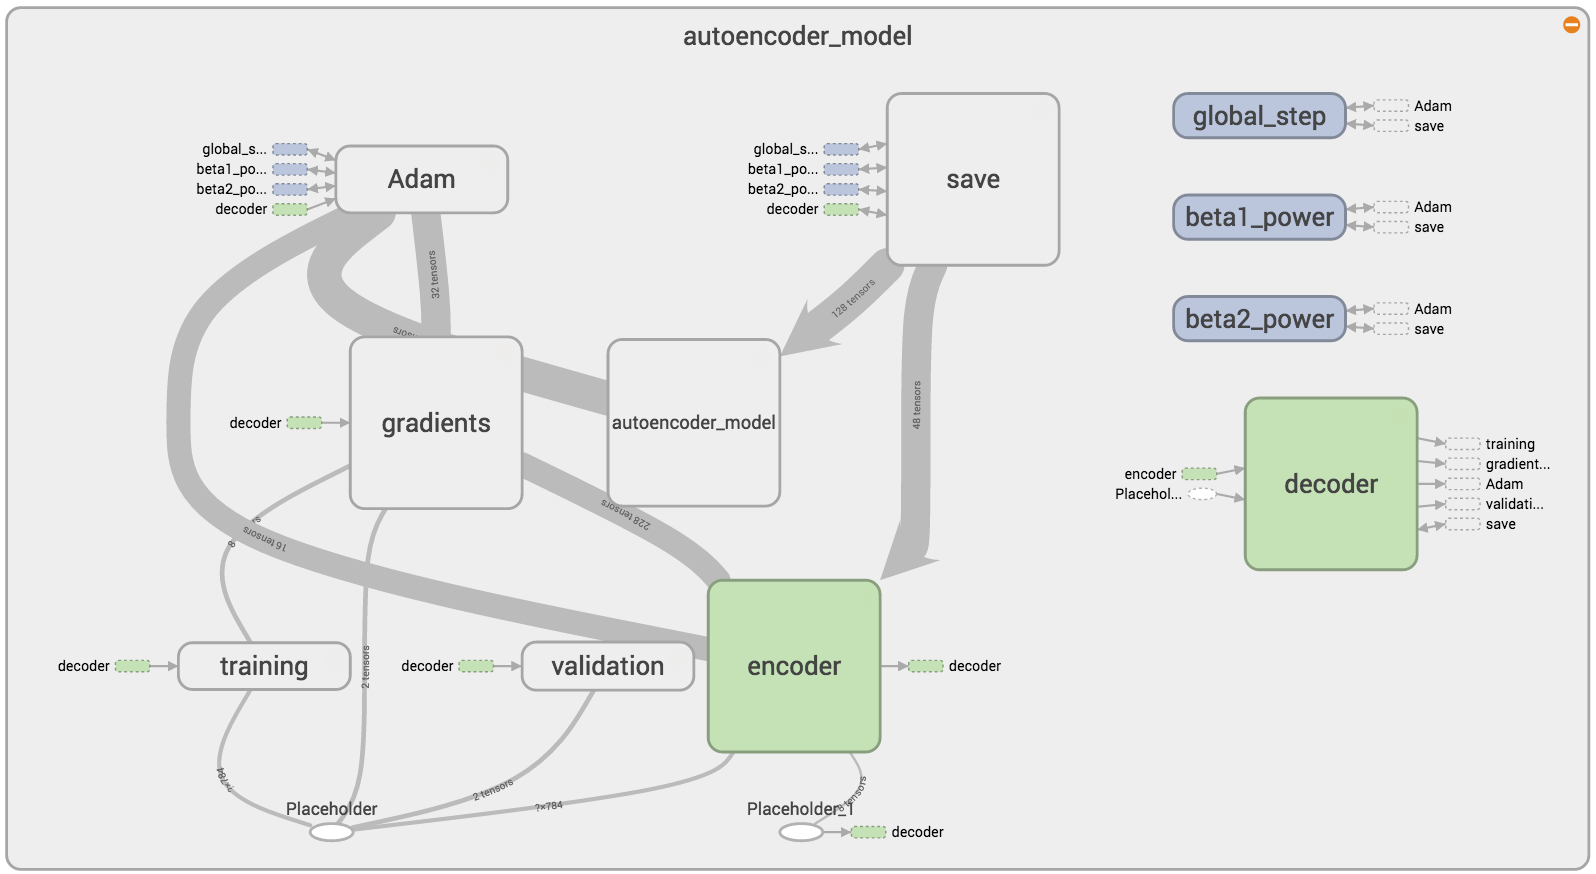 autoencoder_model
global_s...
beta1_po...
beta2_po...
decoder
Adam
32 tensors
global_s...
beta1_po...
beta2_po...
decoder
save
128 tensors
48 tensors
global_step
Adam
save
beta1_power
Adam
save
beta2_power
Adam
save
decoder
gradients
autoencoder_model
228 tensors
16 tensors
8
encoder
Placehol...
decoder
training
gradient...
Adam
validati...
save
decoder
training
2 tensors
decoder
validation
encoder
decoder
?×784
Placeholder
2 tensors
?×784
Placeholder_1
tensors
decoder